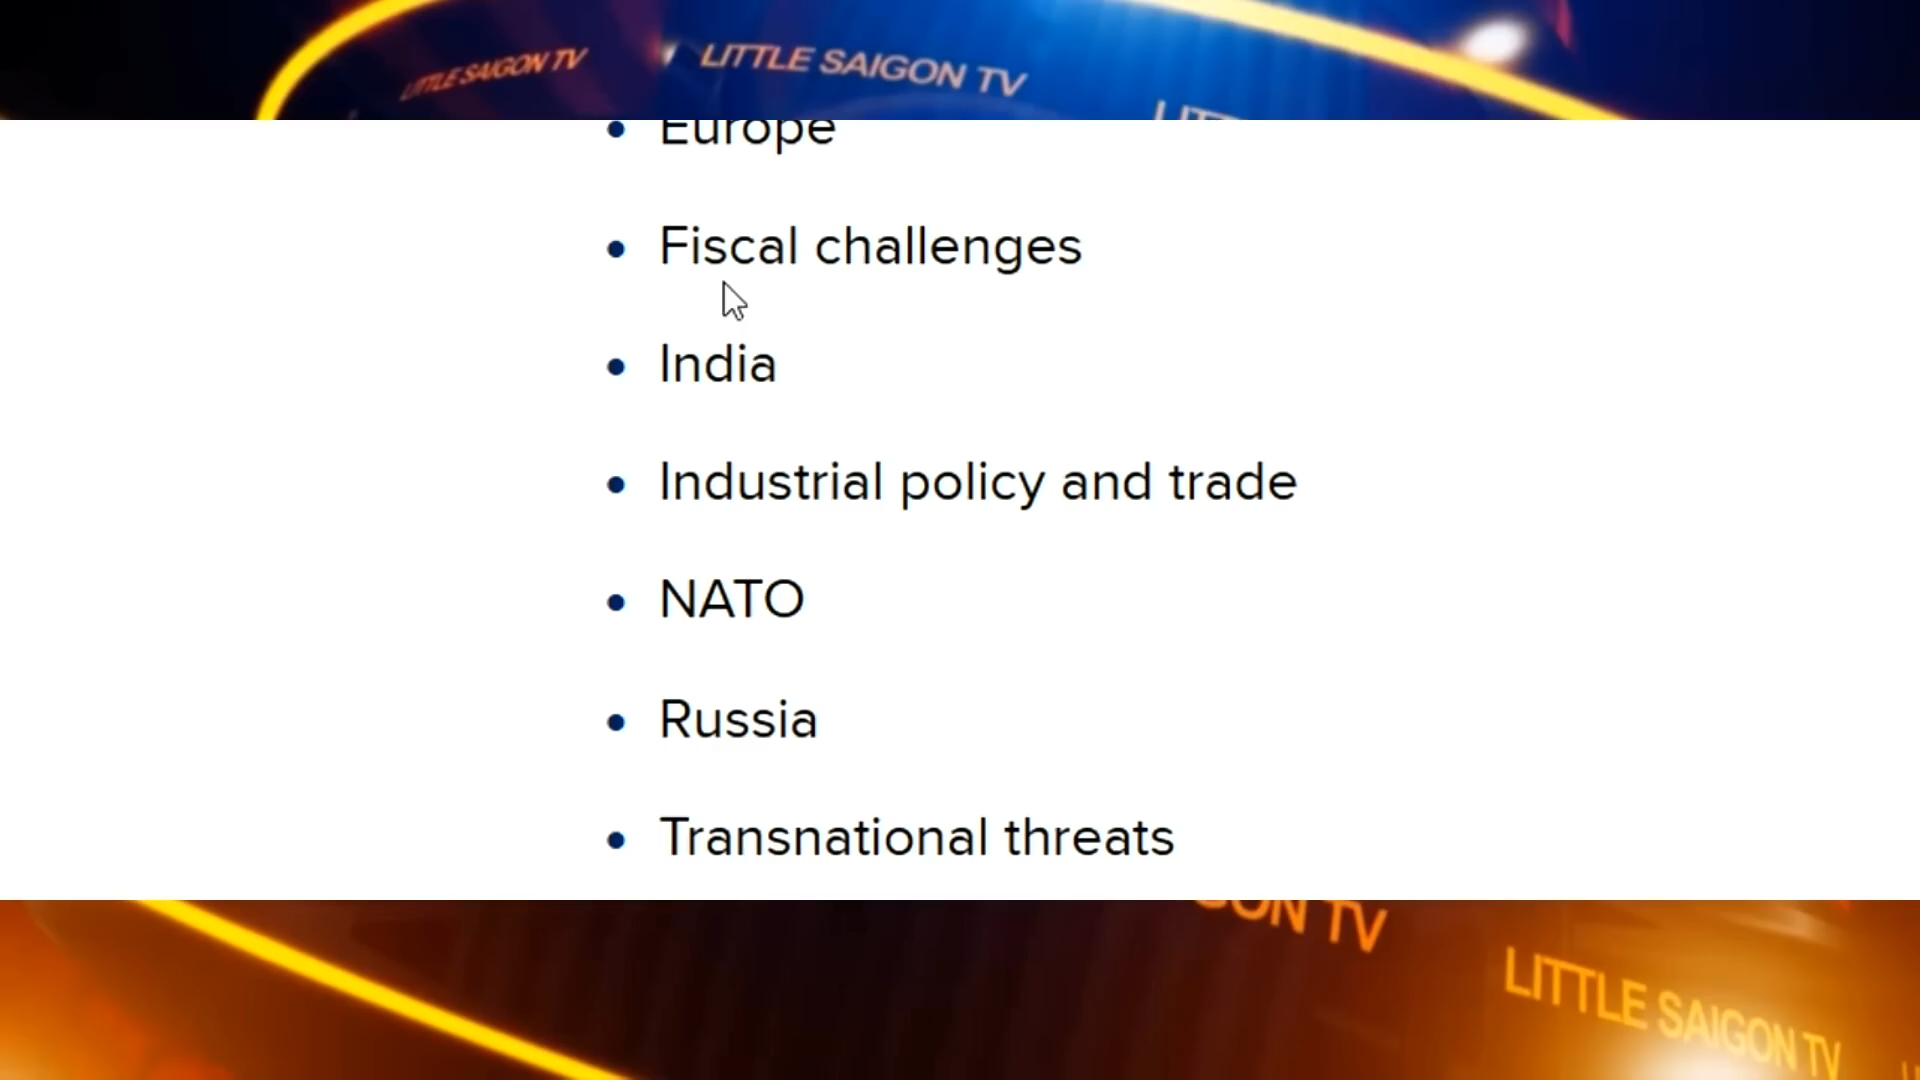 LITTLE SAIGON TV
LITTLE SAIGON TV
• Europe
• Fiscal challenges
• India
• Industrial policy and trade
• NATO
• Russia
• Transnational threats
TV
LITTLE SAIGON TV